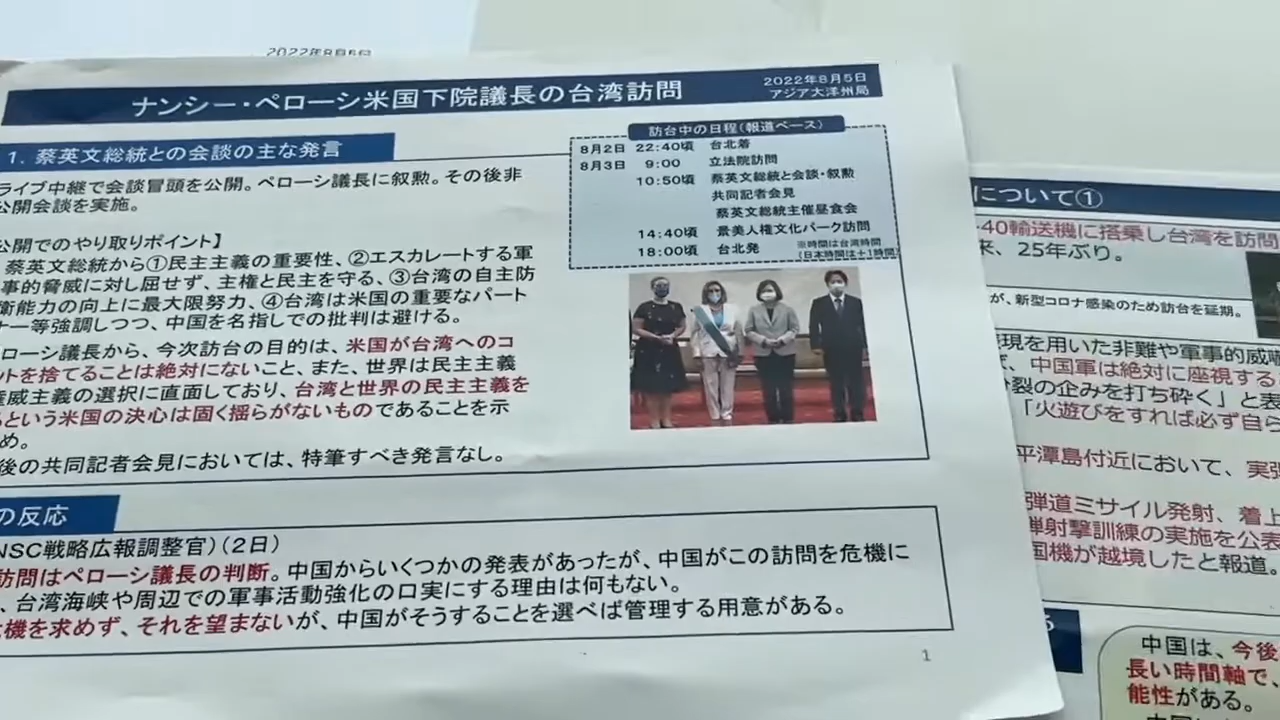 2022年8月5日
ナンシー・ペローシ米国下院議長の台湾訪問
2022年8月5日
アジア大洋州局
1. 蔡英文総統との会談の主な発言
ライブ中継で会談冒頭を公開。ペローシ議長に叙勲。その後非
公開会談を実施。
公開でのやり取りポイント】
蔡英文総統から①民主主義の重要性、②エスカレートする軍
事的脅威に対し屈せず、主権と民主を守る、③台湾の自主防
衛能力の向上に最大限努力、④台湾は米国の重要なパート
ナー等強調しつつ、中国を名指しでの批判は避ける。
ローシ議長から、今次訪台の目的は、米国が台湾へのコ
ントを捨てることは絶対にないこと、また、世界は民主主義
権威主義の選択に直面しており、台湾と世界の民主主義を
るという米国の決心は固く揺らがないものであることを示
め。
後の共同記者会見においては、特筆すべき発言なし。
訪台中の日程(報道ベース)
8月2日 22:40頃 台北着
8月3日 9:00 立法院訪問
10:50頃 蔡英文総統と会談・叙勲
共同記者会見
蔡英文総統主催昼食会
14:40頃 景美人権文化パーク訪問
18:00頃 台北発
※時間は台湾時間
(日本時間は+1時間)
の反応
NSC戦略広報調整官)(2日)
訪問はペローシ議長の判断。中国からいくつかの発表があったが、中国がこの訪問を危機に
、台湾海峡や周辺での軍事活動強化の口実にする理由は何もない。
機を求めず、それを望まないが、中国がそうすることを選べば管理する用意がある。
1
について①
-40輸送機に搭乗し台湾を訪問
来、25年ぶり。
が、新型コロナ感染のため訪台を延期。
現を用いた非難や軍事的威嚇
ば、中国軍は絶対に座視する
分裂の企みを打ち砕く」と表
「火遊びをすれば必ず自ら
平潭島付近において、実弾
弾道ミサイル発射、着上
弾射撃訓練の実施を公表
国機が越境したと報道。
中国は、今後
長い時間軸で、
能性がある。